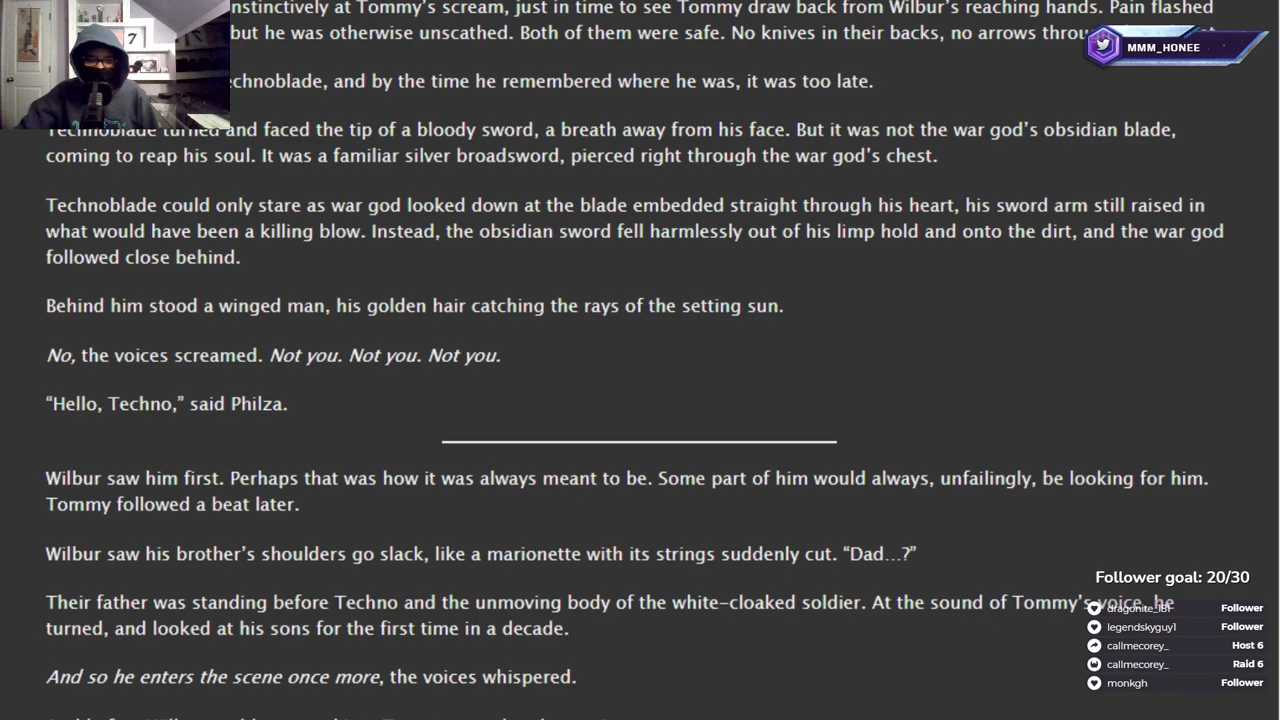 nstinctively at Tommy’s scream, just in time to see Tommy draw back from Wilbur’s reaching hands. Pain flashed
but he was otherwise unscathed. Both of them were safe. No knives in their backs, no arrows
7
MMM_HONEE
echnoblade, and by the time he remembered where he was, it was too late.
Technoblade turned and faced the tip of a bloody sword, a breath away from his face. But it was not the war god’s obsidian blade,
coming to reap his soul. It was a familiar silver broadsword, pierced right through the war god’s chest.
Technoblade could only stare as war god looked down at the blade embedded straight through his heart, his sword arm still raised in
what would have been a killing blow. Instead, the obsidian sword fell harmlessly out of his limp hold and onto the dirt, and the war god
followed close behind.
Behind him stood a winged man, his golden hair catching the rays of the setting sun.
No, the voices screamed. Not you. Not you. Not you.
“Hello, Techno,” said Philza.
Wilbur saw him first. Perhaps that was how it was always meant to be. Some part of him would always, unfailingly, be looking for him.
Tommy followed a beat later.
Wilbur saw his brother’s shoulders go slack, like a marionette with its strings suddenly cut. “Dad…?”
Their father was standing before Techno and the unmoving body of the white-cloaked soldier. At the sound of Tommy’s voice, he
turned, and looked at his sons for the first time in a decade.
And so he enters the scene once more, the voices whispered.
Follower goal: 20/30
Follower
legendskyguy1 Follower
callmecorey_ Host 6
callmecorey_ Raid 6
monkgh Follower